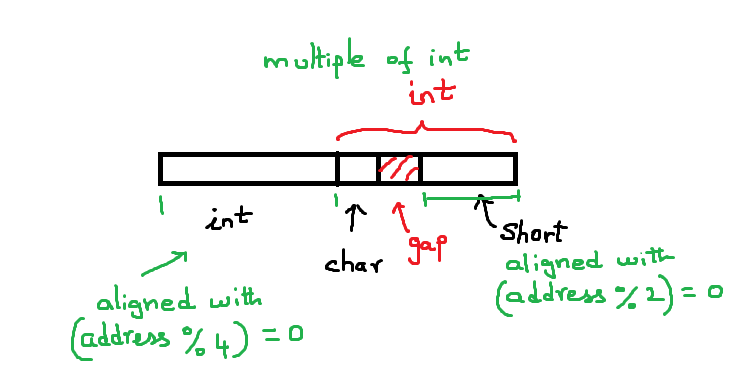 multiple of int
int
int
char
gap
short
aligned with
(address % 2) = 0
aligned with
(address % 4) = 0